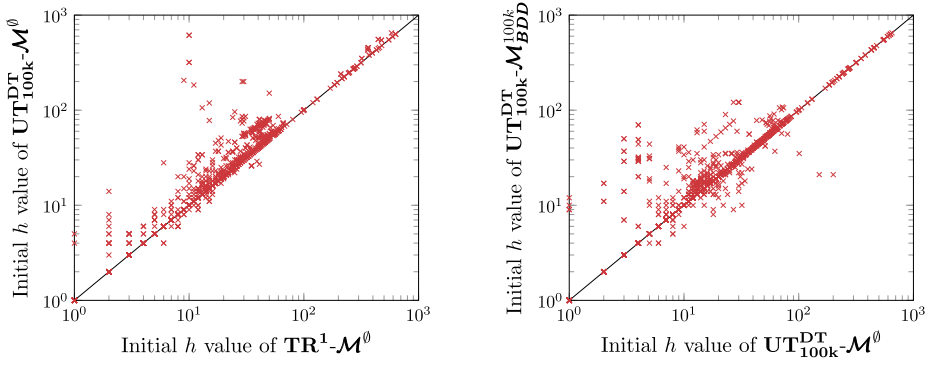 10^3
10^2
10^1
10^0
10^0 10^1 10^2 10^3
Initial h value of UT^DT_100k-M^∅
Initial h value of TR^1-M^∅
10^3
10^2
10^1
10^0
10^0 10^1 10^2 10^3
Initial h value of UT^DT_100k-M^100k_BDD
Initial h value of UT^DT_100k-M^∅